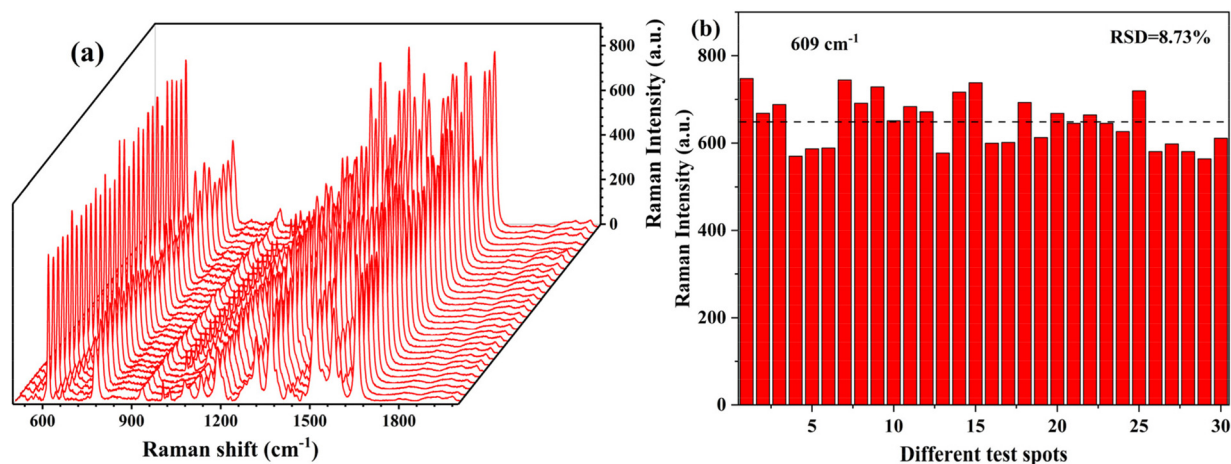 (a)
800
600
400
200
0
Raman Intensity (a.u.)
600 900 1200 1500 1800
Raman shift (cm-1)
(b)
609 cm-1
RSD=8.73%
800
600
400
200
0
Raman Intensity (a.u.)
5 10 15 20 25 30
Different test spots